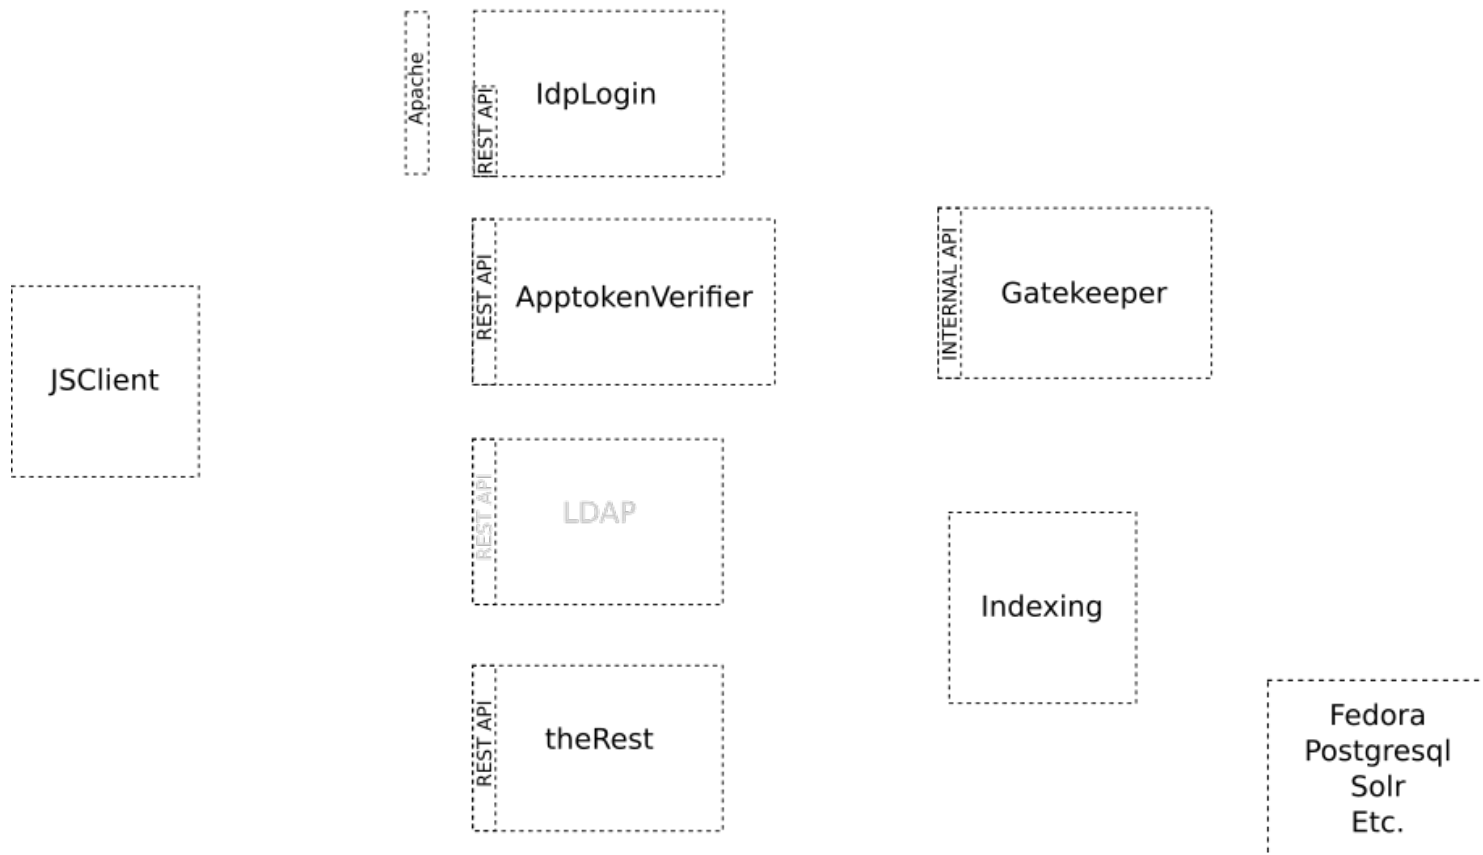 Apache
IdpLogin
REST API
REST API
ApptokenVerifier
INTERNAL API
Gatekeeper
JSClient
REST API
LDAP
Indexing
REST API
theRest
Fedora
Postgresql
Solr
Etc.